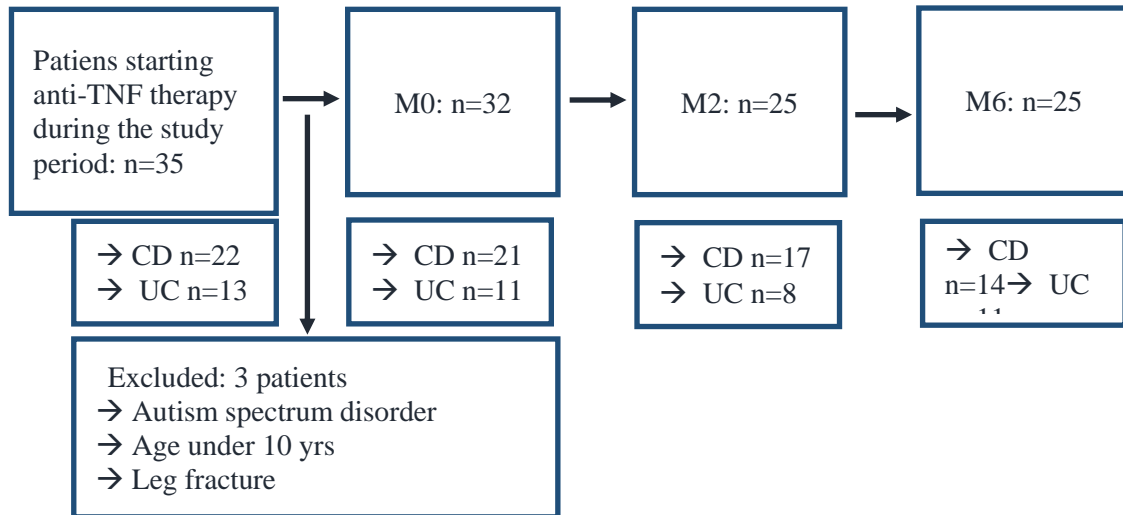 Patiens starting
anti-TNF therapy
during the study
period: n=35
M0: n=32
M2: n=25
M6: n=25
→ CD n=22
→ UC n=13
→ CD n=21
→ UC n=11
→ CD n=17
→ UC n=8
→ CD
n=14→ UC
Excluded: 3 patients
→ Autism spectrum disorder
→ Age under 10 yrs
→ Leg fracture